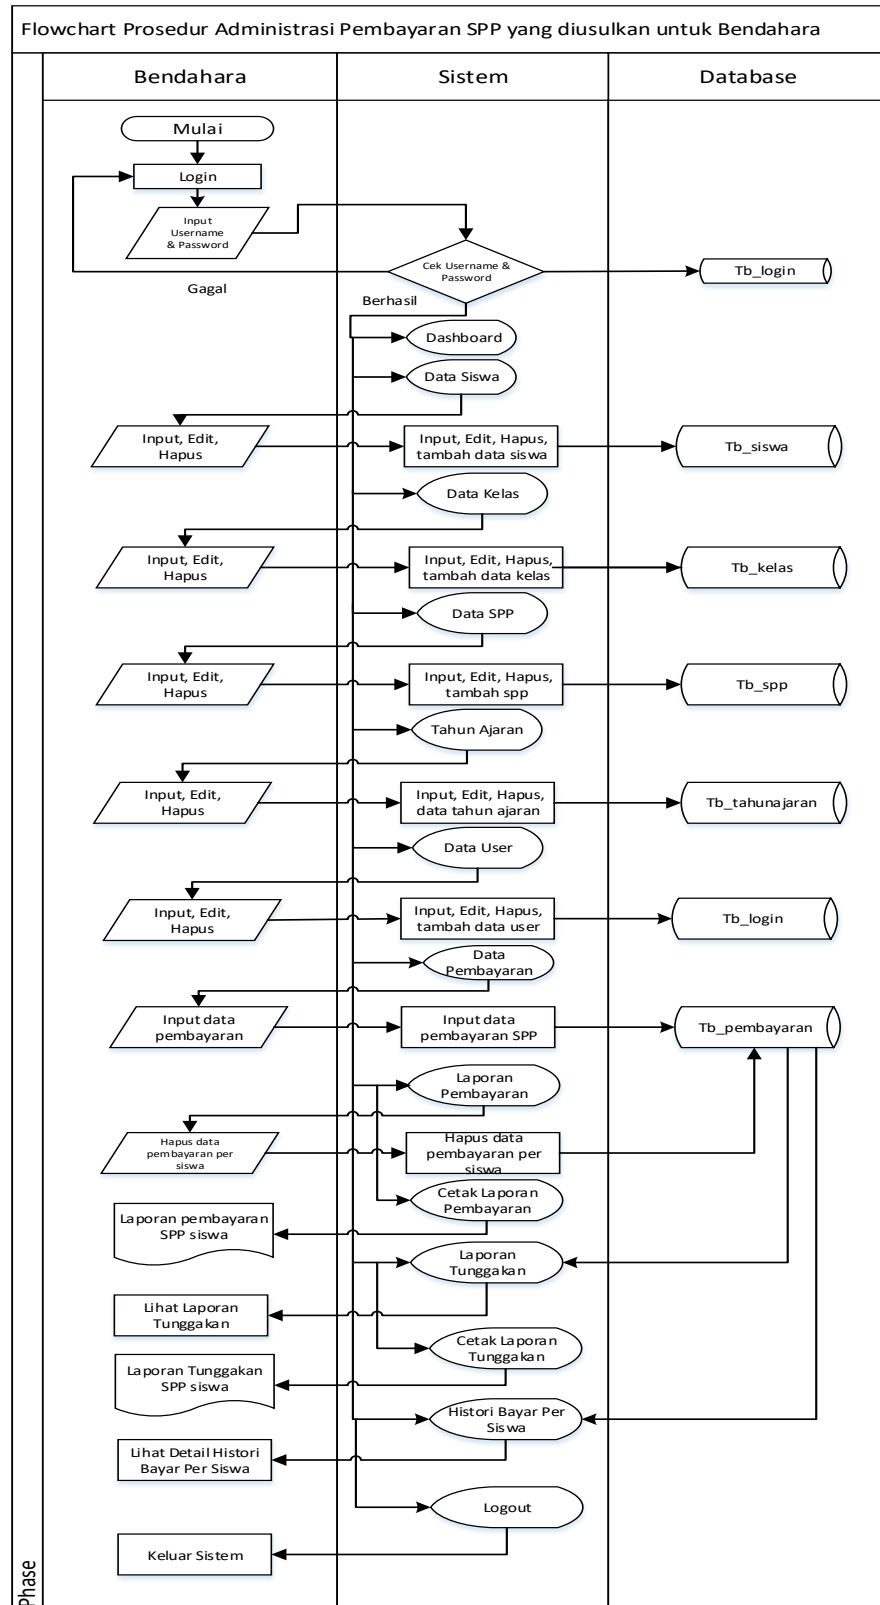 Flowchart Prosedur Administrasi Pembayaran SPP yang diusulkan untuk Bendahara
Bendahara
Sistem
Database
Mulai
Login
Input
Username
& Password
Cek Username &
Password
Tb_login
Gagal
Berhasil
Dashboard
Data Siswa
Input, Edit,
Hapus
Input, Edit, Hapus,
tambah data siswa
Tb_siswa
Data Kelas
Input, Edit,
Hapus
Input, Edit, Hapus,
tambah data kelas
Tb_kelas
Data SPP
Input, Edit,
Hapus
Input, Edit, Hapus,
tambah spp
Tb_spp
Tahun Ajaran
Input, Edit,
Hapus
Input, Edit, Hapus,
data tahun ajaran
Tb_tahunajaran
Data User
Input, Edit,
Hapus
Input, Edit, Hapus,
tambah data user
Tb_login
Data
Pembayaran
Input data
pembayaran
Input data
pembayaran SPP
Tb_pembayaran
Laporan
Pembayaran
Hapus data
pembayaran per
siswa
Hapus data
pembayaran per
siswa
Cetak Laporan
Pembayaran
Laporan pembayaran
SPP siswa
Laporan
Tunggakan
Lihat Laporan
Tunggakan
Cetak Laporan
Tunggakan
Laporan Tunggakan
SPP siswa
Histori Bayar Per
Siswa
Lihat Detail Histori
Bayar Per Siswa
Logout
Keluar Sistem
Phase